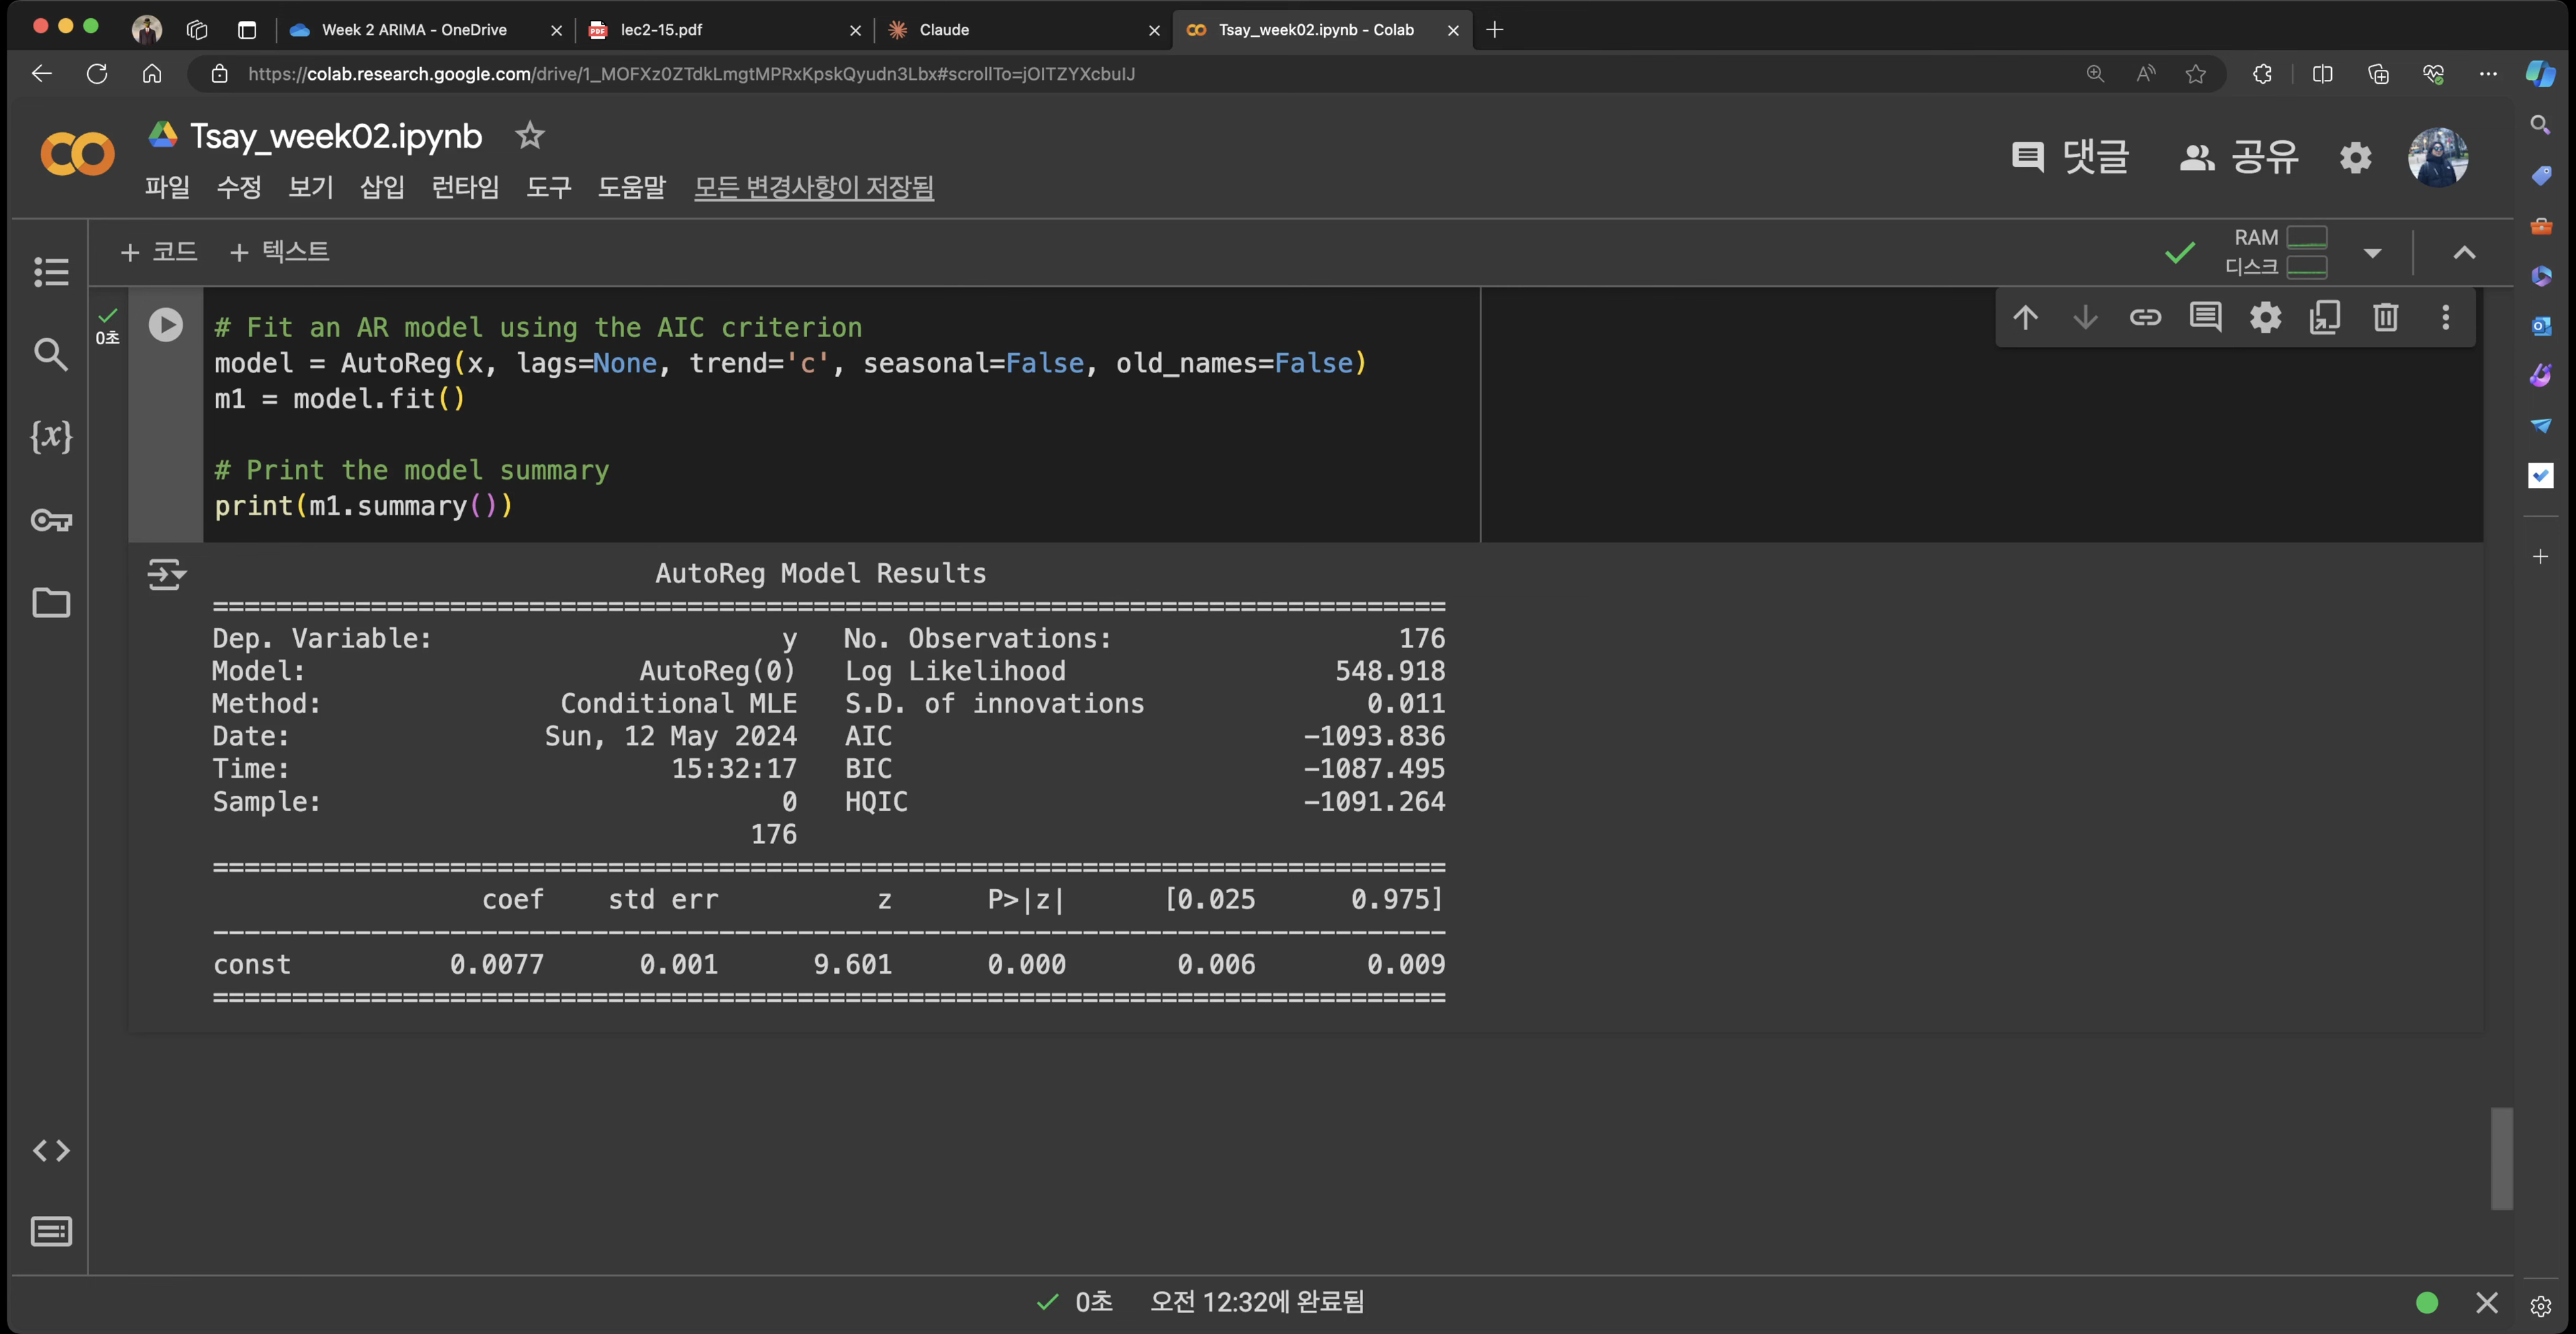 Week 2 ARIMA - OneDrive
lec2-15.pdf
Claude
Tsay_week02.ipynb - Colab
https://colab.research.google.com/drive/1_MOFXz0ZTdkLmgtMPRxKpskQyudn3Lbx#scrollTo=jOITZYXcbuIJ
Tsay_week02.ipynb
댓글 공유
파일 수정 보기 삽입 런타임 도구 도움말 모든 변경사항이 저장됨
+ 코드 + 텍스트
RAM
디스크
0초
# Fit an AR model using the AIC criterion
model = AutoReg(x, lags=None, trend='c', seasonal=False, old_names=False)
m1 = model.fit()
# Print the model summary
print(m1.summary())
AutoReg Model Results
==============================================================================
Dep. Variable: y No. Observations: 176
Model: AutoReg(0) Log Likelihood 548.918
Method: Conditional MLE S.D. of innovations 0.011
Date: Sun, 12 May 2024 AIC -1093.836
Time: 15:32:17 BIC -1087.495
Sample: 0 HQIC -1091.264
176
==============================================================================
coef std err z P>|z| [0.025 0.975]
------------------------------------------------------------------------------
const 0.0077 0.001 9.601 0.000 0.006 0.009
==============================================================================
0초 오전 12:32에 완료됨